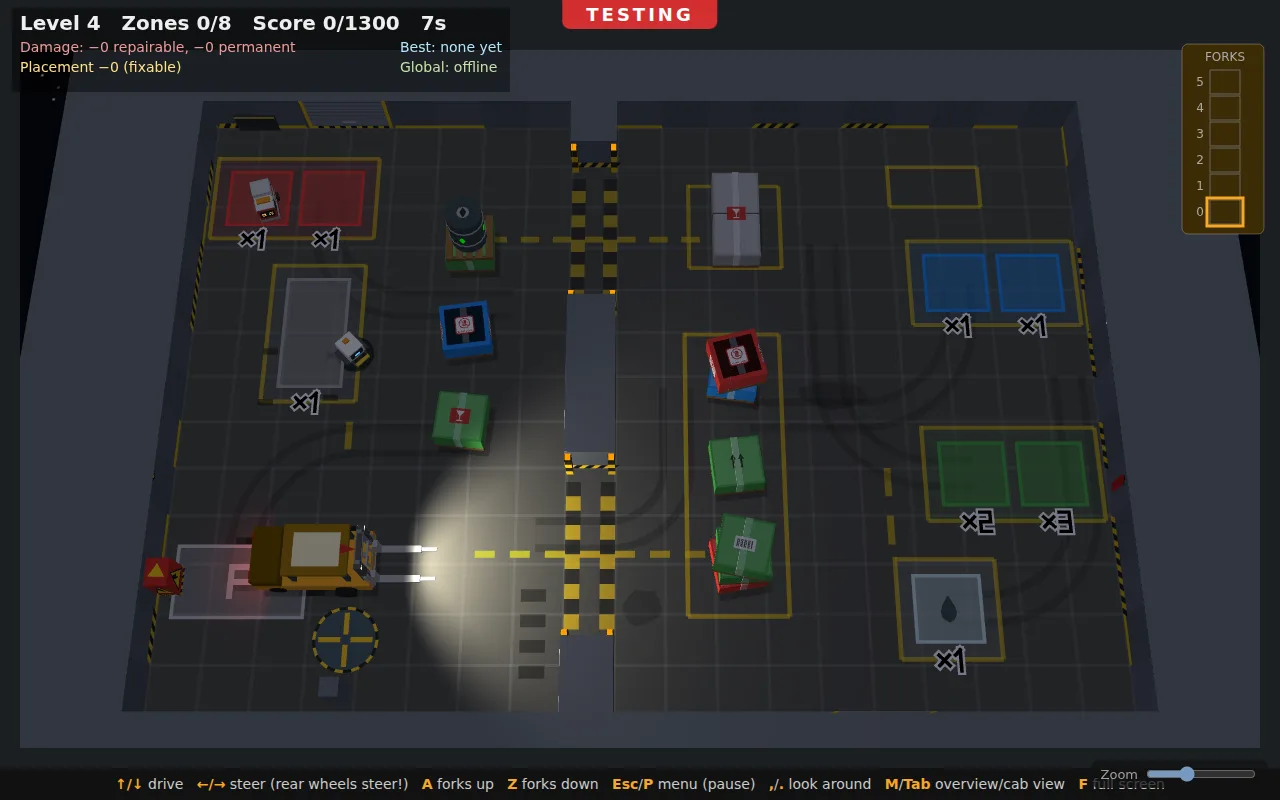 TESTING
Level 4 Zones 0/8 Score 0/1300 7s
Damage: −0 repairable, −0 permanent Best: none yet
Placement −0 (fixable) Global: offline
FORKS
5
4
3
2
1
0
×1 ×1
×1 ×1
×1
×2 ×3
×1
↑/↓ drive ←/→ steer (rear wheels steer!) A forks up Z forks down Esc/P menu (pause) ,/. look around M/Tab overview/cab view F full screen
Zoom